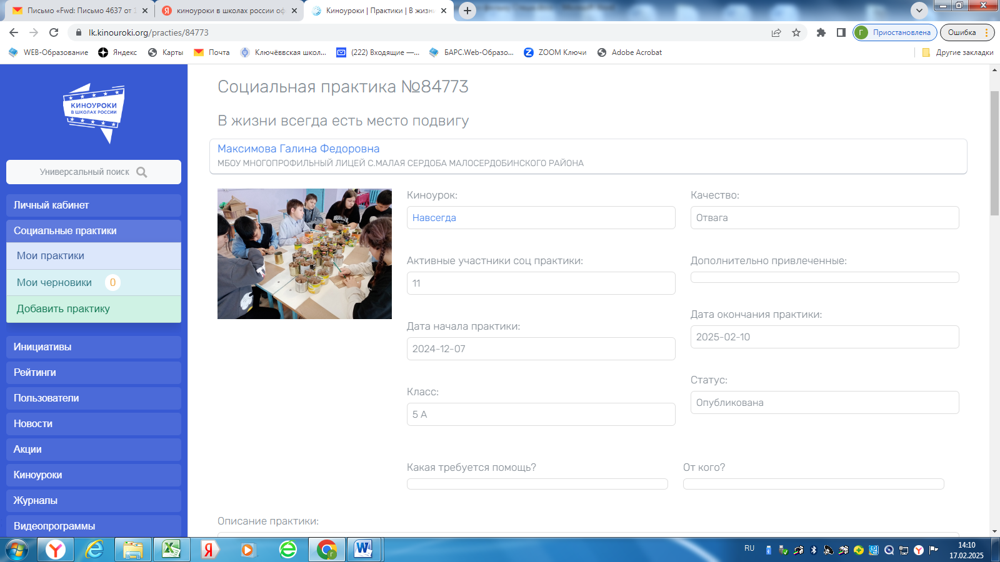 Письмо «Fwd: Письмо 4637 от
киноуроки в школах россии оф
Киноуроки | Практики | В жизн
lk.kinouroki.org/practies/84773
Г Приостановлена
Ошибка
WEB-Образование
Яндекс
Карты
Почта
Ключёввская школ...
(222) Входящие —...
БАРС.Web-Образо...
ZOOM Ключи
Adobe Acrobat
Другие закладки
КИНОУРОКИ
В ШКОЛАХ РОССИИ
Универсальный поиск
Личный кабинет
Социальные практики
Мои практики
Мои черновики 0
Добавить практику
Инициативы
Рейтинги
Пользователи
Новости
Акции
Киноуроки
Журналы
Видеопрограммы
Социальная практика №84773
В жизни всегда есть место подвигу
Максимова Галина Федоровна
МБОУ МНОГОПРОФИЛЬНЫЙ ЛИЦЕЙ С.МАЛАЯ СЕРДОБА МАЛОСЕРДОБИНСКОГО РАЙОНА
Киноурок:
Навсегда
Качество:
Отвага
Активные участники соц практики:
11
Дополнительно привлеченные:
Дата начала практики:
2024-12-07
Дата окончания практики:
2025-02-10
Класс:
5 А
Статус:
Опубликована
Какая требуется помощь?
От кого?
Описание практики:
RU
14:10
17.02.2025